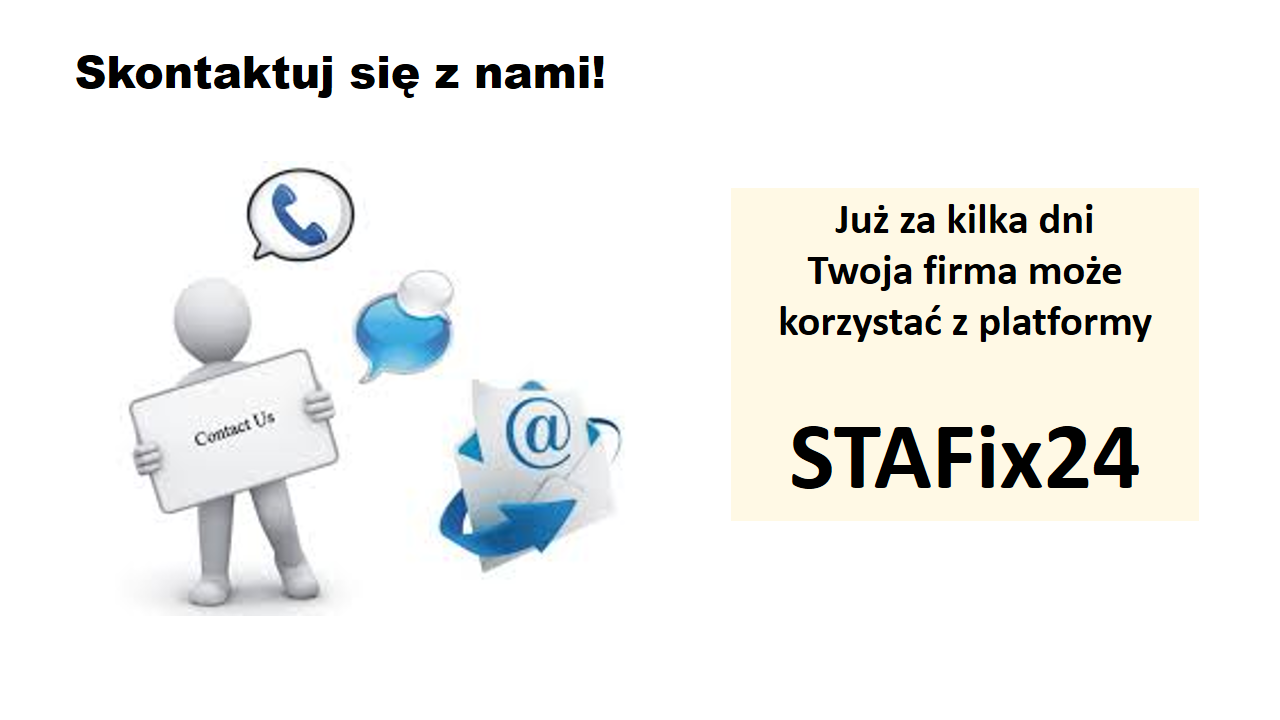 Skontaktuj się z nami!
Contact Us
@
Już za kilka dni
Twoja firma może
korzystać z platformy
STAFix24